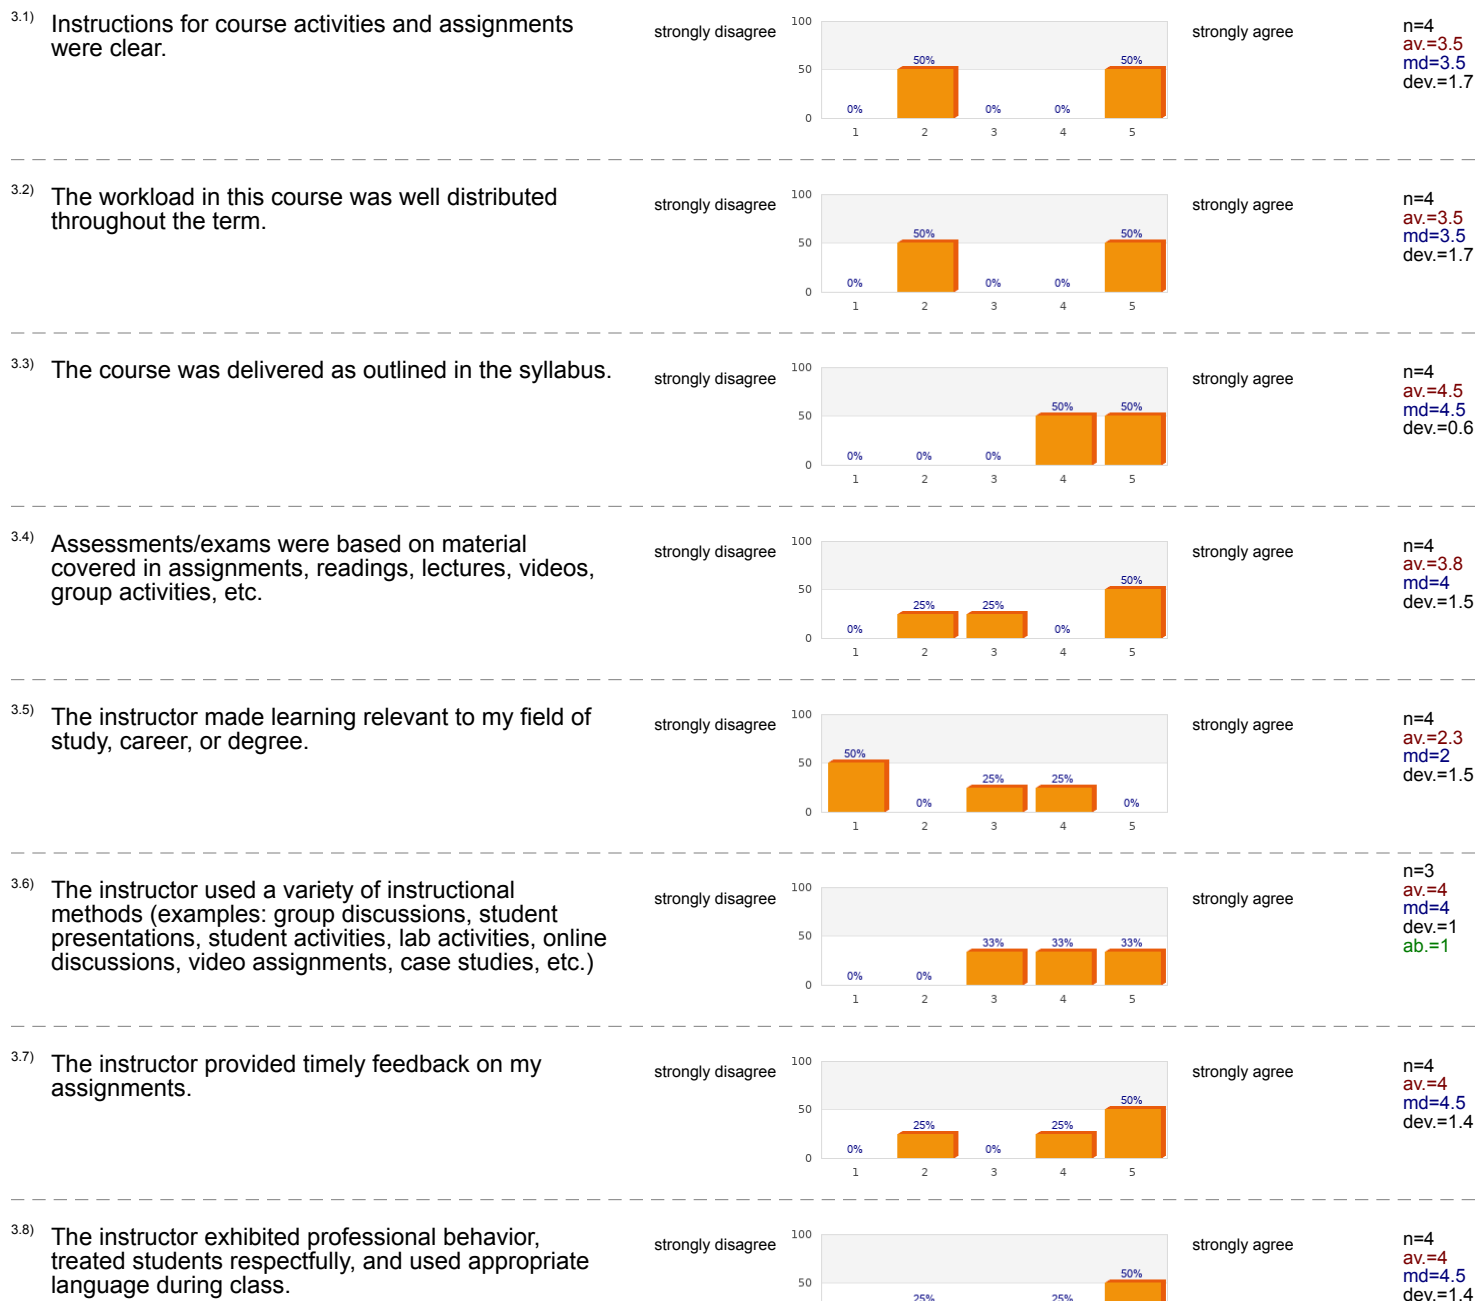 3.1) Instructions for course activities and assignments
were clear.
strongly disagree
100
50
0
0%
50%
0%
0%
50%
1 2 3 4 5
strongly agree
n=4
av.=3.5
md=3.5
dev.=1.7
3.2) The workload in this course was well distributed
throughout the term.
strongly disagree
100
50
0
0%
50%
0%
0%
50%
1 2 3 4 5
strongly agree
n=4
av.=3.5
md=3.5
dev.=1.7
3.3) The course was delivered as outlined in the syllabus.
strongly disagree
100
50
0
0%
0%
0%
50%
50%
1 2 3 4 5
strongly agree
n=4
av.=4.5
md=4.5
dev.=0.6
3.4) Assessments/exams were based on material
covered in assignments, readings, lectures, videos,
group activities, etc.
strongly disagree
100
50
0
0%
25%
25%
0%
50%
1 2 3 4 5
strongly agree
n=4
av.=3.8
md=4
dev.=1.5
3.5) The instructor made learning relevant to my field of
study, career, or degree.
strongly disagree
100
50
0
50%
0%
25%
25%
0%
1 2 3 4 5
strongly agree
n=4
av.=2.3
md=2
dev.=1.5
3.6) The instructor used a variety of instructional
methods (examples: group discussions, student
presentations, student activities, lab activities, online
discussions, video assignments, case studies, etc.)
strongly disagree
100
50
0
0%
0%
33%
33%
33%
1 2 3 4 5
strongly agree
n=3
av.=4
md=4
dev.=1
ab.=1
3.7) The instructor provided timely feedback on my
assignments.
strongly disagree
100
50
0
0%
25%
0%
25%
50%
1 2 3 4 5
strongly agree
n=4
av.=4
md=4.5
dev.=1.4
3.8) The instructor exhibited professional behavior,
treated students respectfully, and used appropriate
language during class.
strongly disagree
100
50
25%
25%
50%
strongly agree
n=4
av.=4
md=4.5
dev.=1.4